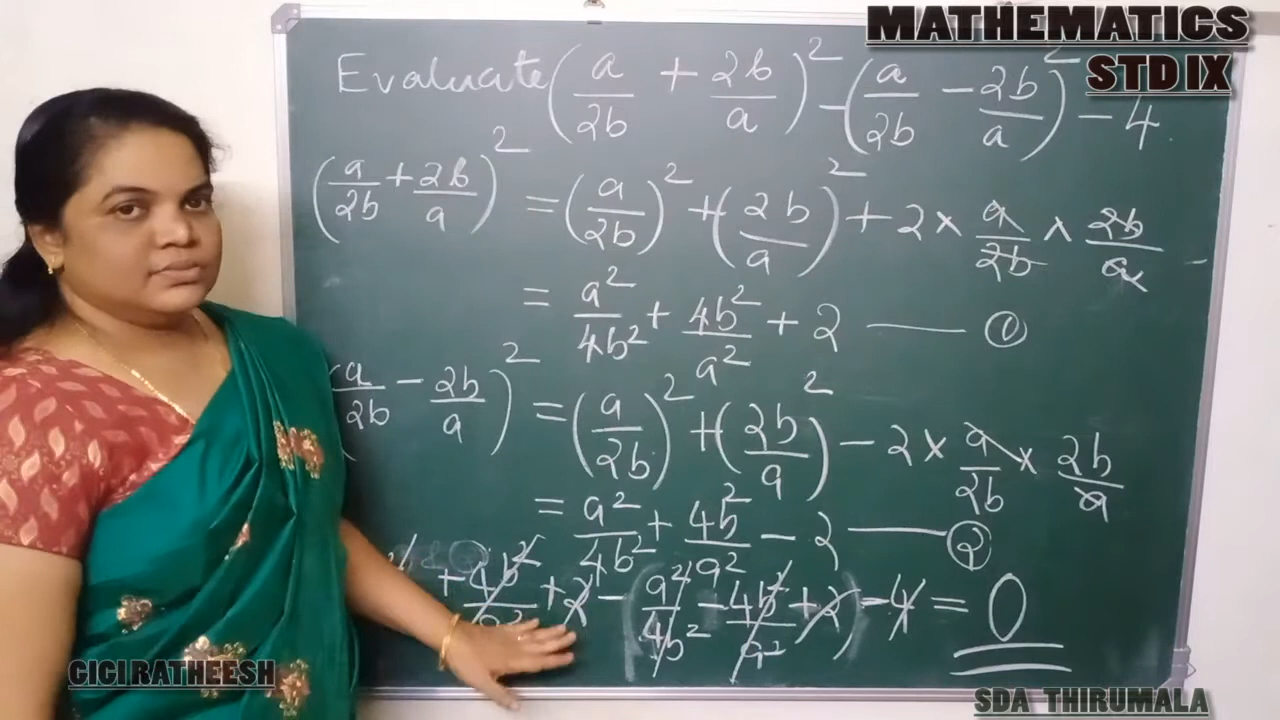 MATHEMATICS
STD IX
Evaluate (a/2b + 2b/a)² - (a/2b - 2b/a)² - 4
(a/2b + 2b/a)² = (a/2b)² + (2b/a)² + 2 × a/2b × 2b/a
= a²/4b² + 4b²/a² + 2 —— ①
(a/2b - 2b/a)² = (a/2b)² + (2b/a)² - 2 × a/2b × 2b/a
= a²/4b² + 4b²/a² - 2 —— ②
+ 4b²/a² + 2 - (a²/4b² - 4b²/a² + 2) - 4 = 0
CICI RATHEESH
SDA THIRUMALA